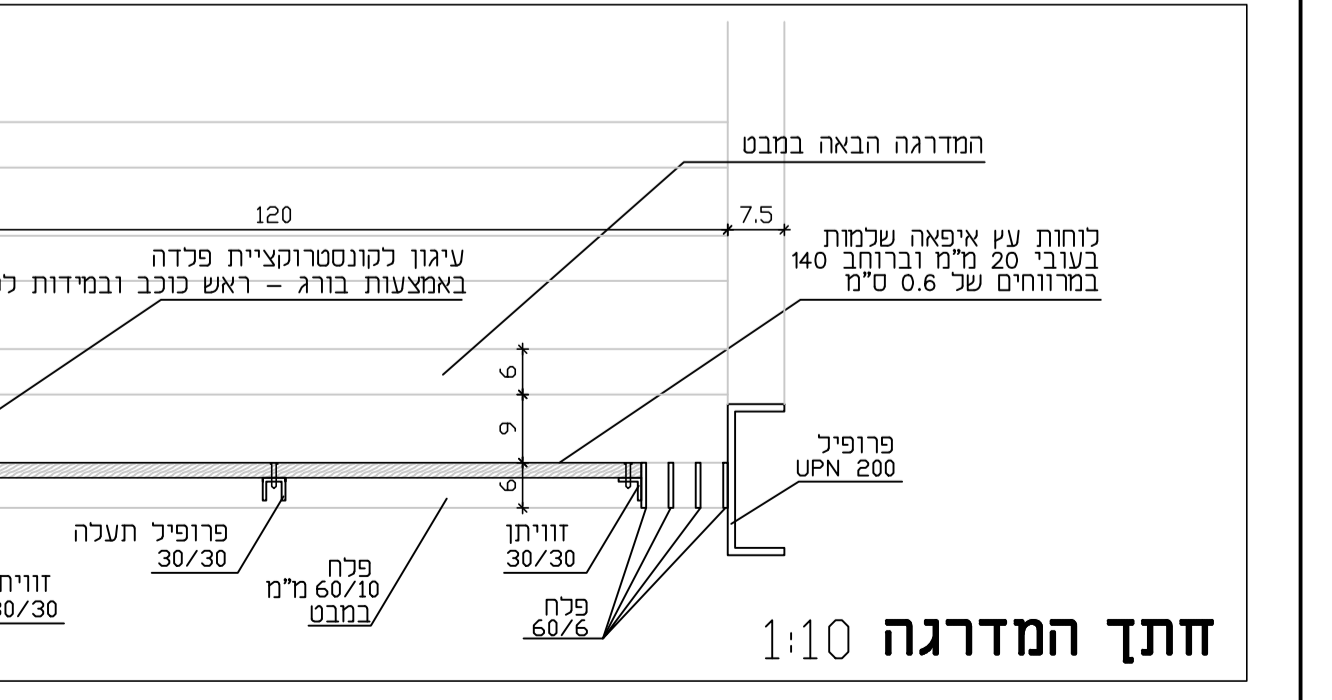 המדרגה הבאה במבט
120
7.5
לוחות עץ איפאה שלמות
בעובי 20 מ"מ וברוחב 140
במרווחים של 0.6 ס"מ
עיגון לקונסטרוקציית פלדה
באמצעות בורג – ראש כוכב ובמידות
6
9
6
פרופיל
UPN 200
זוויתן
30/30
פרופיל תעלה
30/30
פלח
60/10 מ"מ
במבט
פלח
60/6
חתך המדרגה 1:10